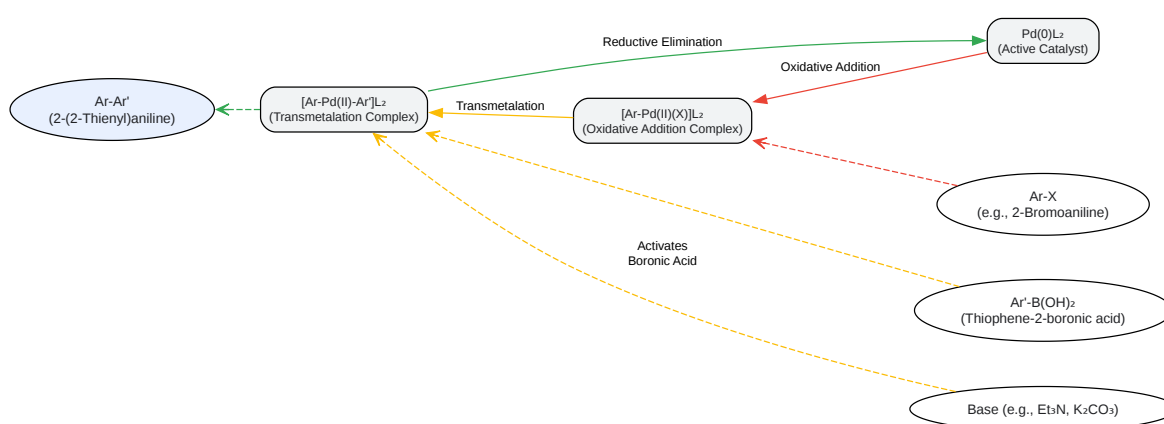 Pd(0)L₂
(Active Catalyst)
Reductive Elimination
Oxidative Addition
Ar-Ar'
(2-(2-Thienyl)aniline)
[Ar-Pd(II)-Ar']L₂
(Transmetalation Complex)
Transmetalation
[Ar-Pd(II)(X)]L₂
(Oxidative Addition Complex)
Ar-X
(e.g., 2-Bromoaniline)
Activates
Boronic Acid
Ar'-B(OH)₂
(Thiophene-2-boronic acid)
Base (e.g., Et₃N, K₂CO₃)